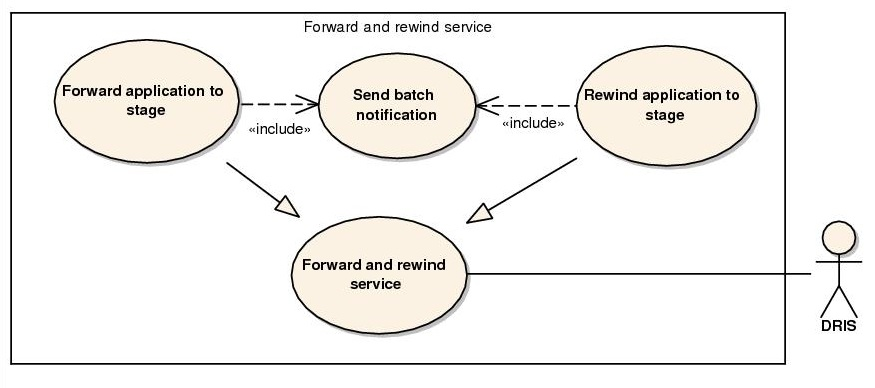 Forward and rewind service
Forward application to
stage
Send batch
notification
Rewind application to
stage
«include»
«include»
Forward and rewind
service
DRIS